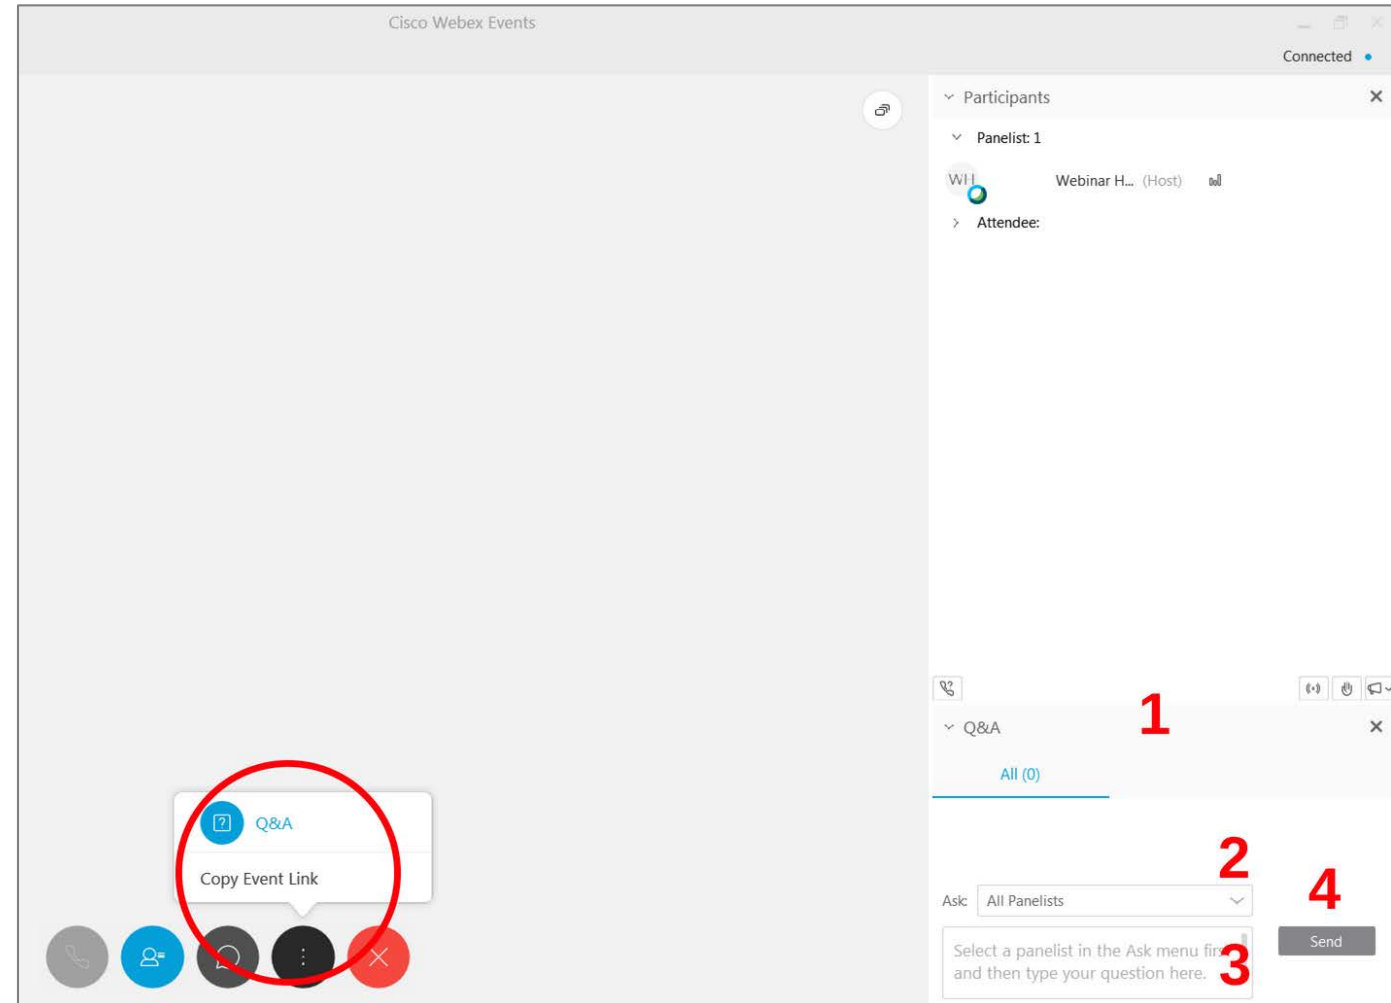 Cisco Webex Events
Connected
Participants
Panelist: 1
WH
Webinar H... (Host)
Attendee:
1
Q&A
All (0)
2
4
Ask: All Panelists
Send
Select a panelist in the Ask menu first
and then type your question here.
3
Q&A
Copy Event Link